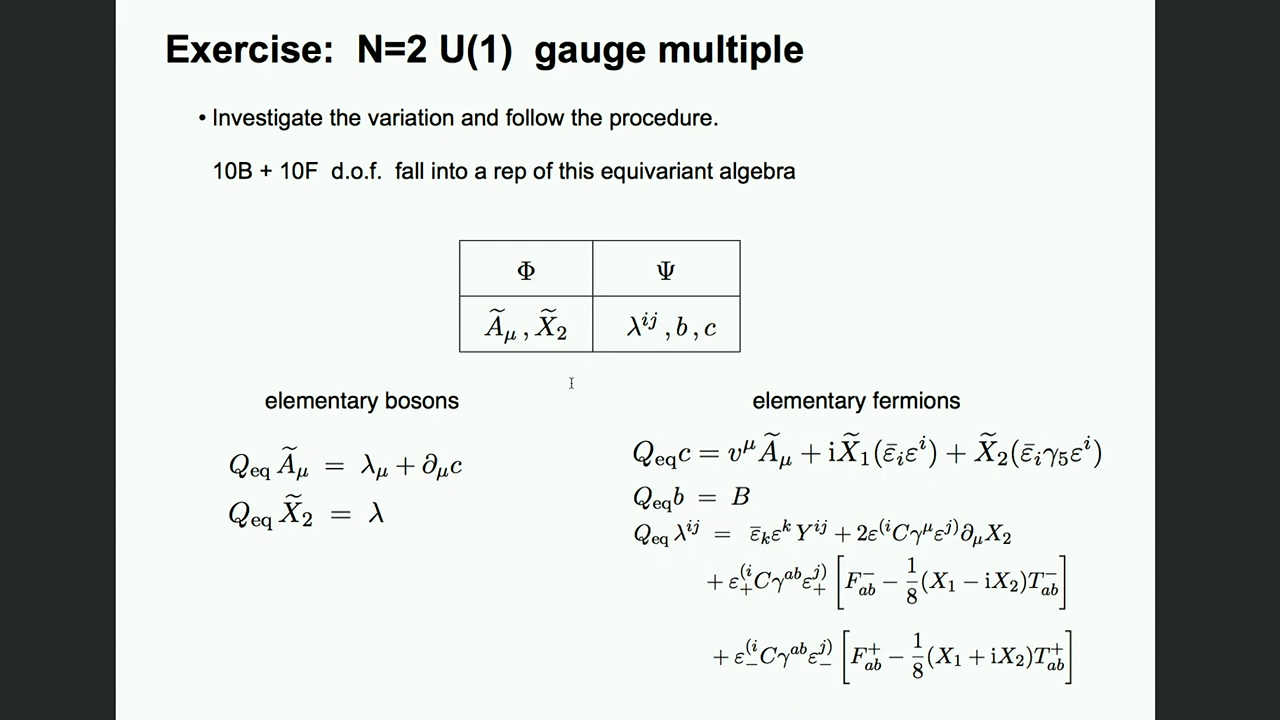 Exercise:  N=2 U(1)  gauge multiple
• Investigate the variation and follow the procedure.
10B + 10F  d.o.f.  fall into a rep of this equivariant algebra
Φ Ψ
Ã_μ , X̃_2 λ^{ij} , b , c
elementary bosons
Q_eq Ã_μ = λ_μ + ∂_μ c
Q_eq X̃_2 = λ
elementary fermions
Q_eq c = v^μ Ã_μ + i X̃_1 (ε̄_i ε^i) + X̃_2 (ε̄_i γ_5 ε^i)
Q_eq b = B
Q_eq λ^{ij} = ε̄_k ε^k Y^{ij} + 2ε^{(i} C γ^μ ε^{j)} ∂_μ X_2
+ ε_+^{(i} C γ^{ab} ε_+^{j)} [ F_{ab}^- − 1/8 (X_1 − iX_2) T_{ab}^- ]
+ ε_-^{(i} C γ^{ab} ε_-^{j)} [ F_{ab}^+ − 1/8 (X_1 + iX_2) T_{ab}^+ ]